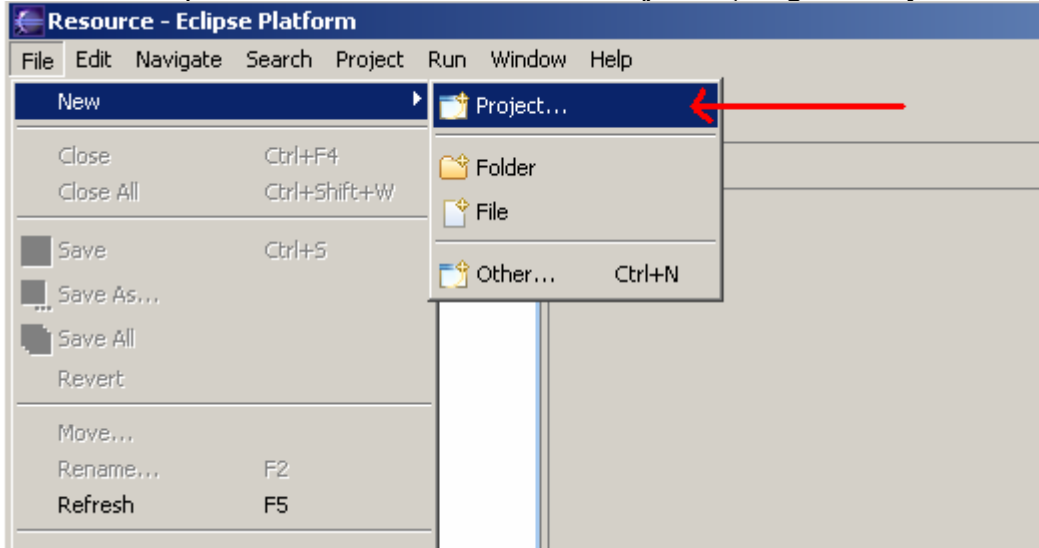 Resource - Eclipse Platform
File Edit Navigate Search Project Run Window Help
New
Project...
Close Ctrl+F4
Folder
Close All Ctrl+Shift+W
File
Save Ctrl+S
Other... Ctrl+N
Save As...
Save All
Revert
Move...
Rename... F2
Refresh F5